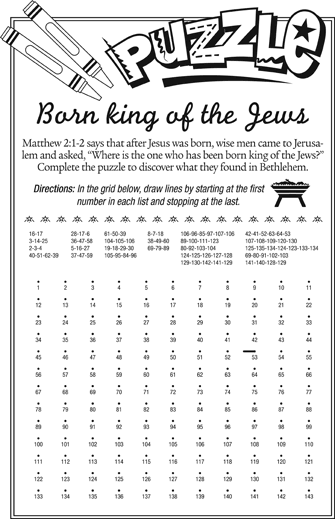 PUZZLE
Born king of the Jews
Matthew 2:1-2 says that after Jesus was born, wise men came to Jerusa-
lem and asked, “Where is the one who has been born king of the Jews?”
Complete the puzzle to discover what they found in Bethlehem.
Directions: In the grid below, draw lines by starting at the first
number in each list and stopping at the last.
16-17 28-17-6 61-50-39 8-7-18 106-96-85-97-107-106 42-41-52-63-64-53
3-14-25 36-47-58 104-105-106 38-49-60 89-100-111-123 107-108-109-120-130
2-3-4 5-16-27 19-18-29-30 69-79-89 80-92-103-104 125-135-134-124-123-133-134
40-51-62-39 37-47-59 105-95-84-96 124-125-126-127-128 69-80-91-102-103
129-130-142-141-129 141-140-128-129
1 2 3 4 5 6 7 8 9 10 11
12 13 14 15 16 17 18 19 20 21 22
23 24 25 26 27 28 29 30 31 32 33
34 35 36 37 38 39 40 41 42 43 44
45 46 47 48 49 50 51 52 53 54 55
56 57 58 59 60 61 62 63 64 65 66
67 68 69 70 71 72 73 74 75 76 77
78 79 80 81 82 83 84 85 86 87 88
89 90 91 92 93 94 95 96 97 98 99
100 101 102 103 104 105 106 107 108 109 110
111 112 113 114 115 116 117 118 119 120 121
122 123 124 125 126 127 128 129 130 131 132
133 134 135 136 137 138 139 140 141 142 143